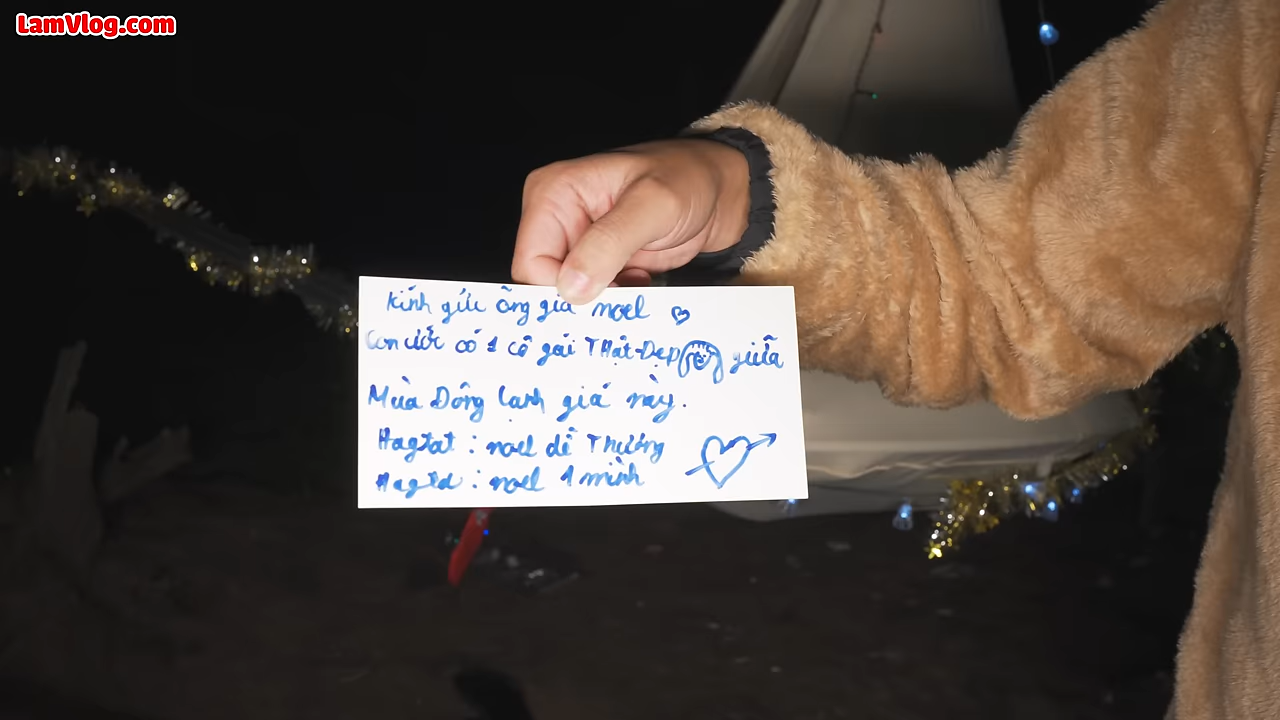 LamVlog.com
kính gửi ông già noel
Con ước có 1 cô gái THật Đẹp giữa
Mùa Đông lạnh giá này.
Hagtat : noel dễ Thương
Hagtat : noel 1 mình